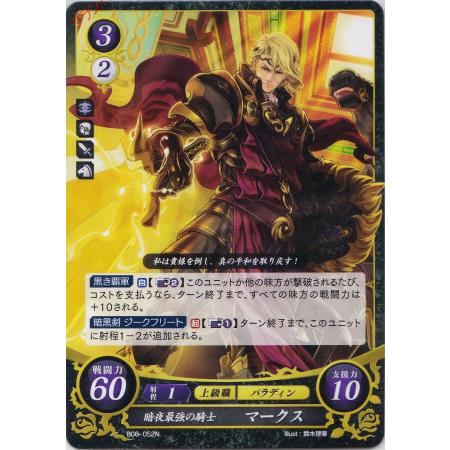 3
2
私は貴様を倒し、真の平和を取り戻す!
黒き覇軍 自【2】このユニットか他の味方が撃破されるたび、
コストを支払うなら、ターン終了まで、すべての味方の戦闘力は
+10される。
暗黒剣 ジークフリート 起【1】ターン終了まで、このユニット
に射程1-2が追加される。
戦闘力
60
射程 1
上級職
パラディン
支援力
10
暗夜最強の騎士 マークス
B06-052N
Illust:鈴木理華